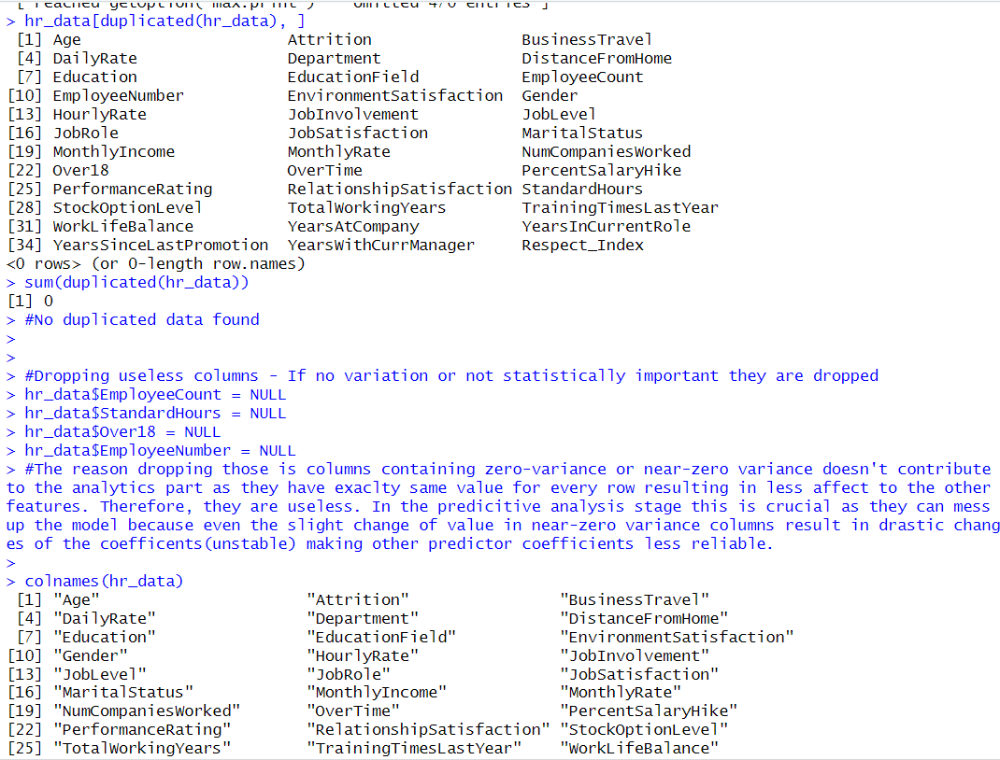 [ reached getOption("max.print") omitted 470 entries ]
> hr_data[duplicated(hr_data), ]
 [1] Age                      Attrition                BusinessTravel
 [4] DailyRate                Department               DistanceFromHome
 [7] Education                EducationField           EmployeeCount
[10] EmployeeNumber           EnvironmentSatisfaction  Gender
[13] HourlyRate               JobInvolvement           JobLevel
[16] JobRole                  JobSatisfaction          MaritalStatus
[19] MonthlyIncome            MonthlyRate              NumCompaniesWorked
[22] Over18                   OverTime                 PercentSalaryHike
[25] PerformanceRating        RelationshipSatisfaction StandardHours
[28] StockOptionLevel         TotalWorkingYears        TrainingTimesLastYear
[31] WorkLifeBalance          YearsAtCompany           YearsInCurrentRole
[34] YearsSinceLastPromotion  YearsWithCurrManager     Respect_Index
<0 rows> (or 0-length row.names)
> sum(duplicated(hr_data))
[1] 0
> #No duplicated data found
>
>
> #Dropping useless columns - If no variation or not statistically important they are dropped
> hr_data$EmployeeCount = NULL
> hr_data$StandardHours = NULL
> hr_data$Over18 = NULL
> hr_data$EmployeeNumber = NULL
> #The reason dropping those is columns containing zero-variance or near-zero variance doesn't contribute
to the analytics part as they have exaclty same value for every row resulting in less affect to the other
features. Therefore, they are useless. In the predicitive analysis stage this is crucial as they can mess
up the model because even the slight change of value in near-zero variance columns result in drastic chang
es of the coefficents(unstable) making other predictor coefficients less reliable.
>
> colnames(hr_data)
 [1] "Age"                      "Attrition"                "BusinessTravel"
 [4] "DailyRate"                "Department"               "DistanceFromHome"
 [7] "Education"                "EducationField"           "EnvironmentSatisfaction"
[10] "Gender"                   "HourlyRate"               "JobInvolvement"
[13] "JobLevel"                 "JobRole"                  "JobSatisfaction"
[16] "MaritalStatus"            "MonthlyIncome"            "MonthlyRate"
[19] "NumCompaniesWorked"       "OverTime"                 "PercentSalaryHike"
[22] "PerformanceRating"        "RelationshipSatisfaction" "StockOptionLevel"
[25] "TotalWorkingYears"        "TrainingTimesLastYear"    "WorkLifeBalance"